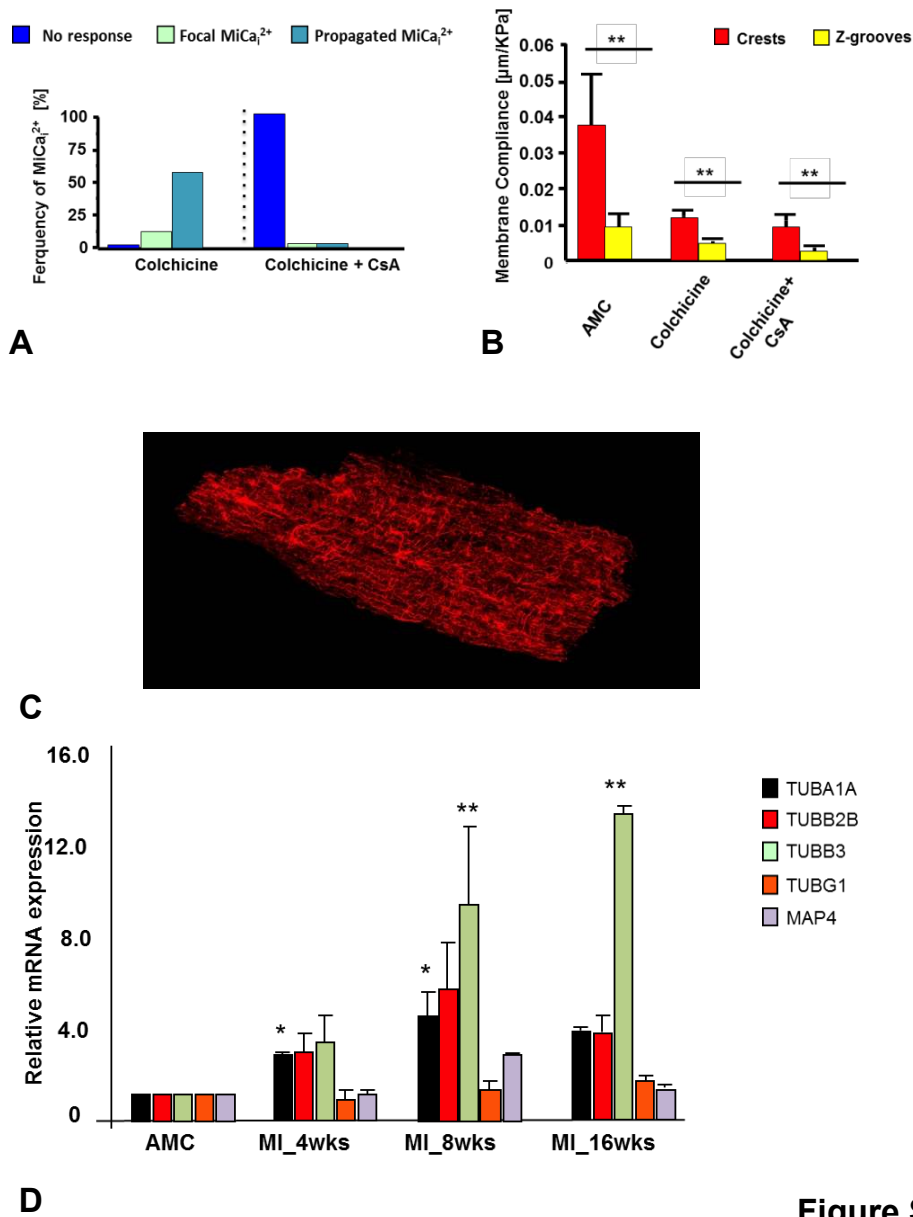 No response Focal MiCaᵢ²⁺ Propagated MiCaᵢ²⁺
Ferquency of MiCaᵢ²⁺ [%]
100
75
50
25
0
Colchicine Colchicine + CsA
A
Crests Z-grooves
Membrane Compliance [µm/KPa]
0.06
0.05
0.04
0.03
0.02
0.01
0
**
**
**
AMC
Colchicine
Colchicine+
CsA
B
C
Relative mRNA expression
16.0
12.0
8.0
4.0
0
*
*
**
**
AMC MI_4wks MI_8wks MI_16wks
TUBA1A
TUBB2B
TUBB3
TUBG1
MAP4
D
Figure